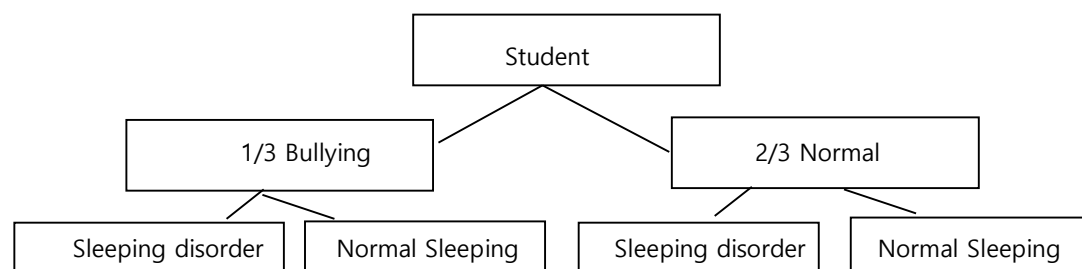 Student
1/3 Bullying
2/3 Normal
Sleeping disorder
Normal Sleeping
Sleeping disorder
Normal Sleeping